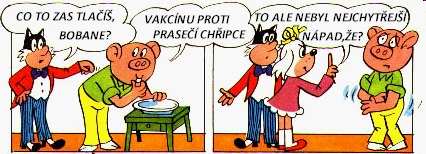 CO TO ZAS TLAČÍŠ,
BOBANE?
VAKCÍNU PROTI
PRASEČÍ CHŘIPCE
TO ALE NEBYL NEJCHYTŘEJŠÍ
NÁPAD,ŽE?